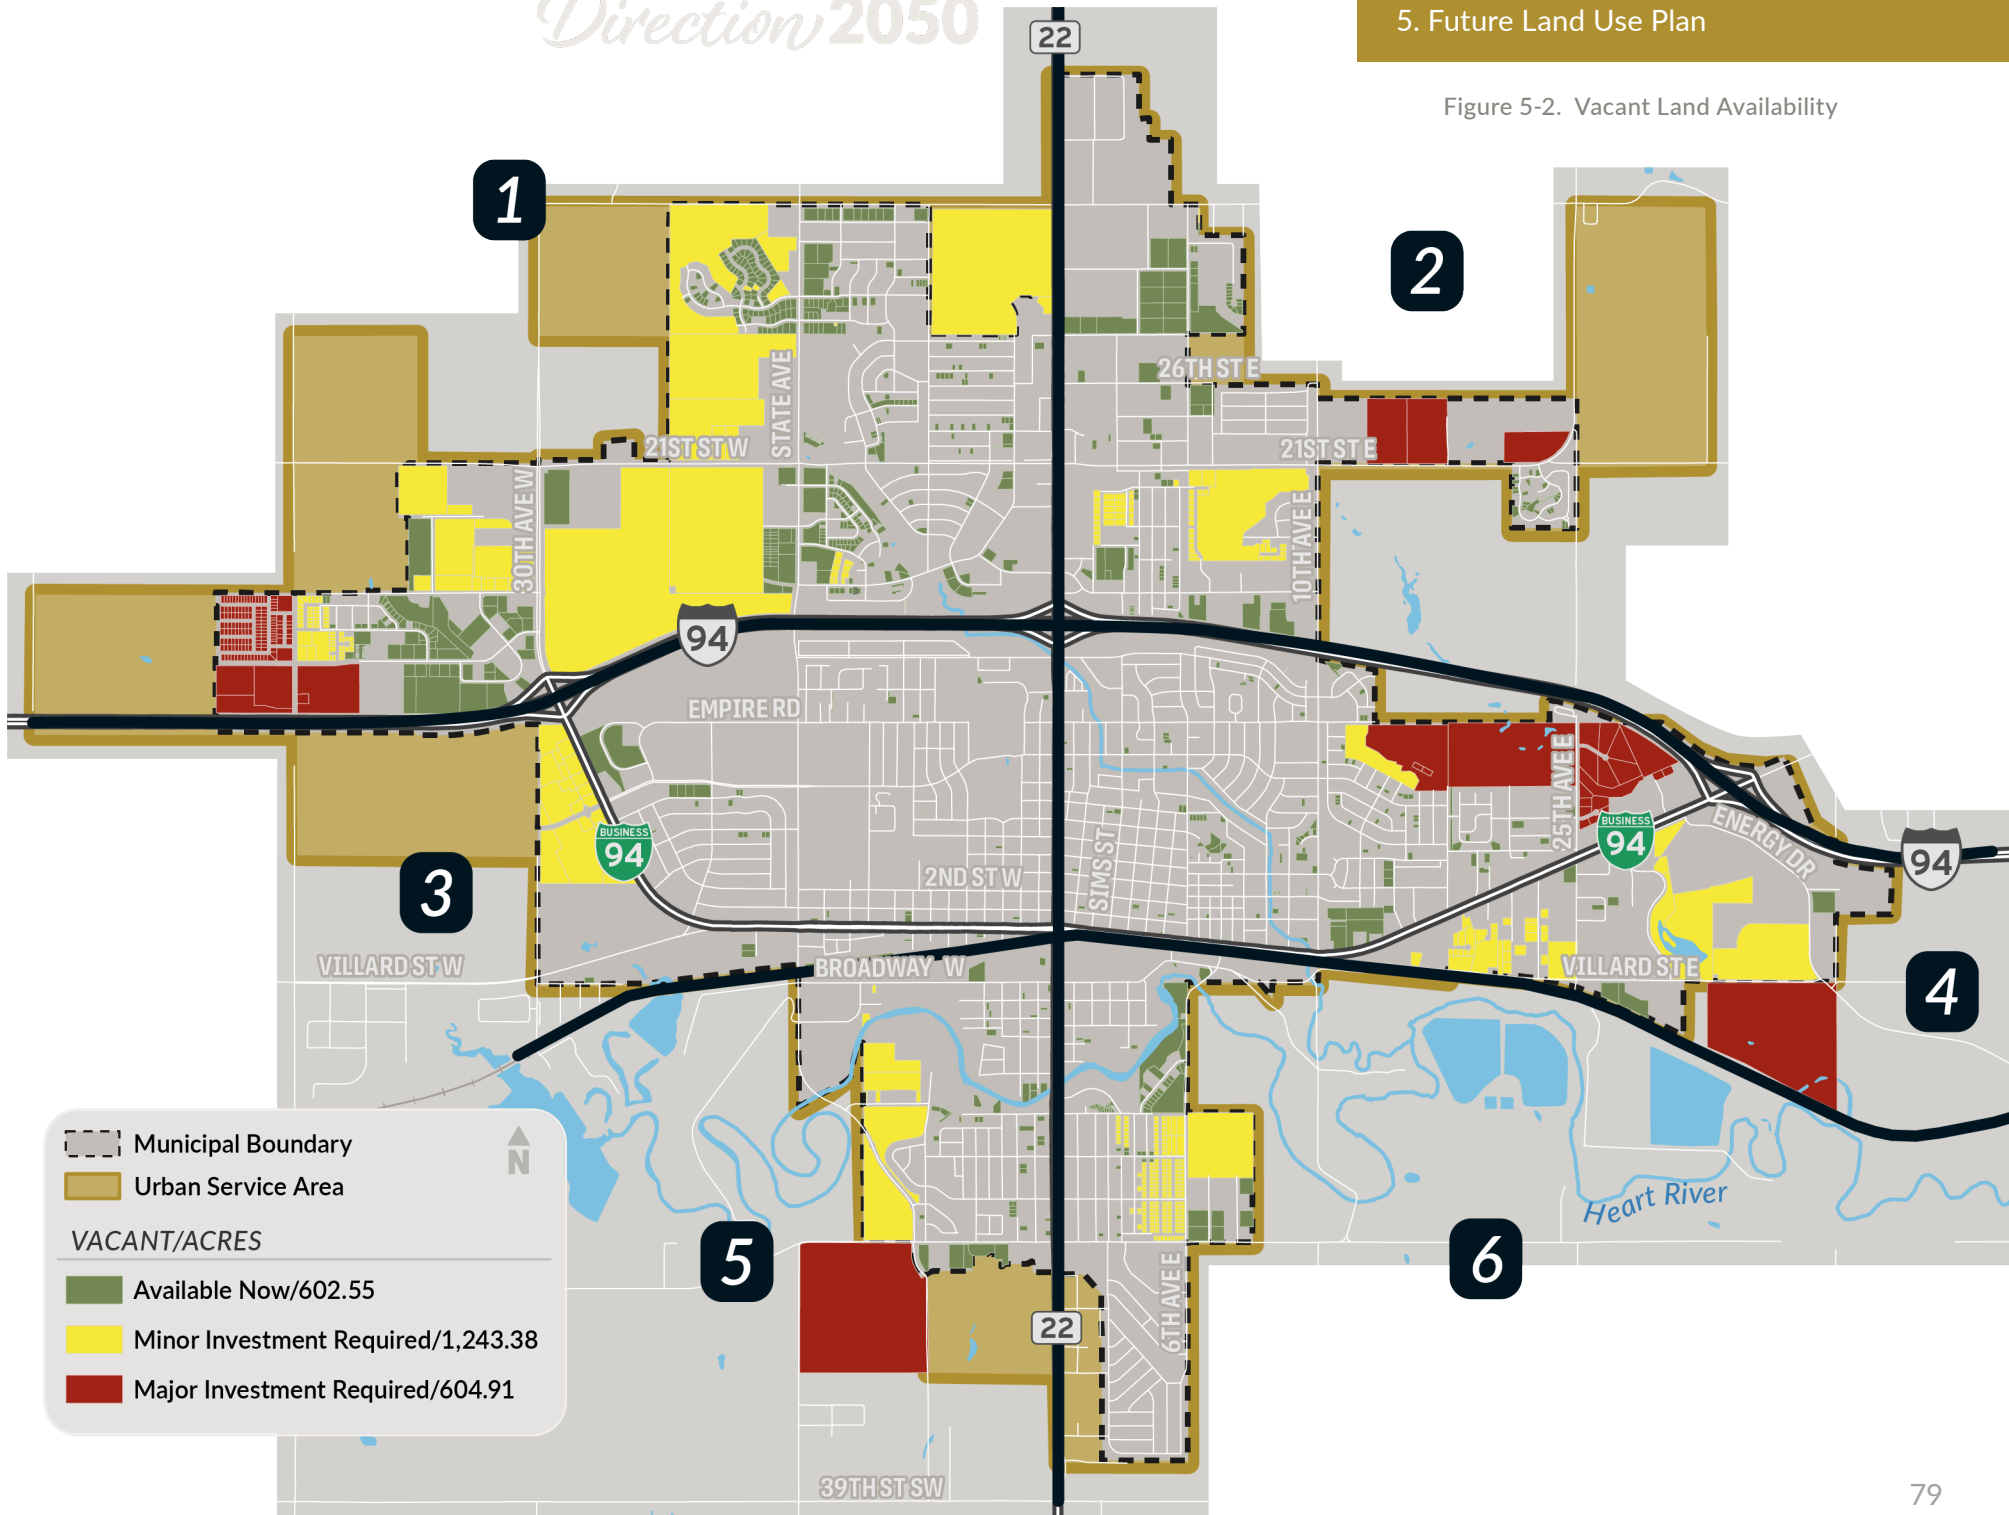 Direction 2050
5. Future Land Use Plan
Figure 5-2. Vacant Land Availability
22
1
2
26TH ST E
STATE AVE
21ST ST W
21ST ST E
30TH AVE W
10TH AVE E
94
EMPIRE RD
25TH AVE E
BUSINESS
94
BUSINESS
94
ENERGY DR
94
SIMS ST
2ND ST W
3
VILLARD ST W
BROADWAY W
VILLARD ST E
4
Municipal Boundary
N
Urban Service Area
Heart River
VACANT/ACRES
5
6
Available Now/602.55
6TH AVE E
22
Minor Investment Required/1,243.38
Major Investment Required/604.91
39TH ST SW
79